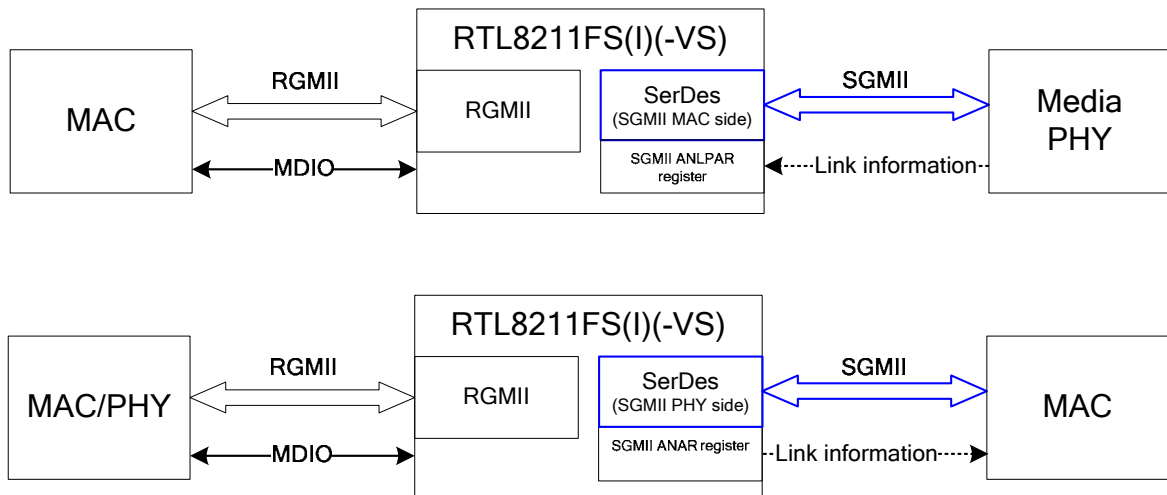 RTL8211FS(I)(-VS)
MAC
RGMII
MDIO
RGMII
SerDes
(SGMII MAC side)
SGMII ANLPAR
register
SGMII
Link information
Media
PHY
RTL8211FS(I)(-VS)
MAC/PHY
RGMII
MDIO
RGMII
SerDes
(SGMII PHY side)
SGMII ANAR register
SGMII
Link information
MAC